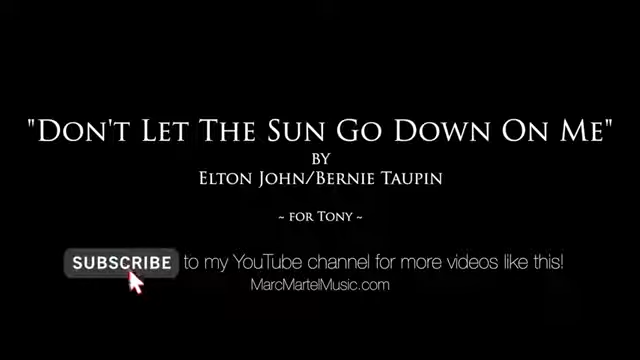 "Don't Let The Sun Go Down On Me"
by
Elton John/Bernie Taupin
~ for Tony ~
SUBSCRIBE to my YouTube channel for more videos like this!
MarcMartelMusic.com